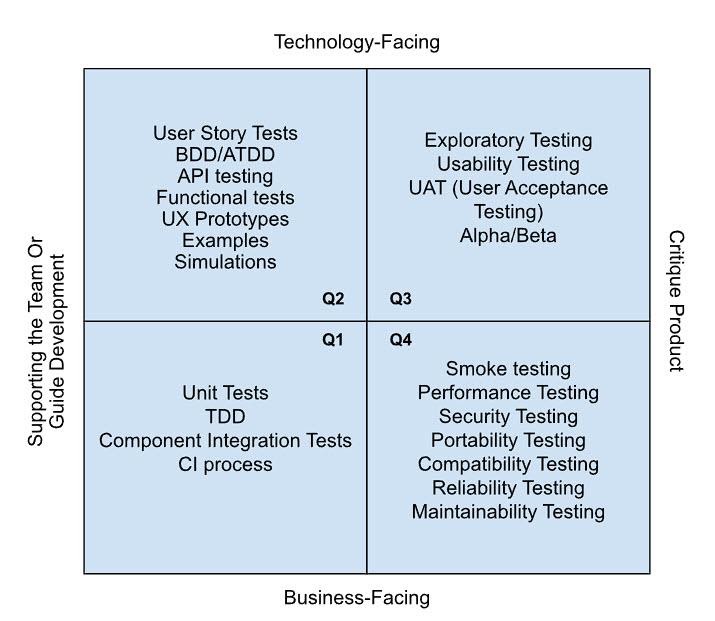 Technology-Facing
User Story Tests
BDD/ATDD
API testing
Functional tests
UX Prototypes
Examples
Simulations
Q2
Exploratory Testing
Usability Testing
UAT (User Acceptance
Testing)
Alpha/Beta
Q3
Supporting the Team Or
Guide Development
Critique Product
Q1
Unit Tests
TDD
Component Integration Tests
CI process
Q4
Smoke testing
Performance Testing
Security Testing
Portability Testing
Compatibility Testing
Reliability Testing
Maintainability Testing
Business-Facing